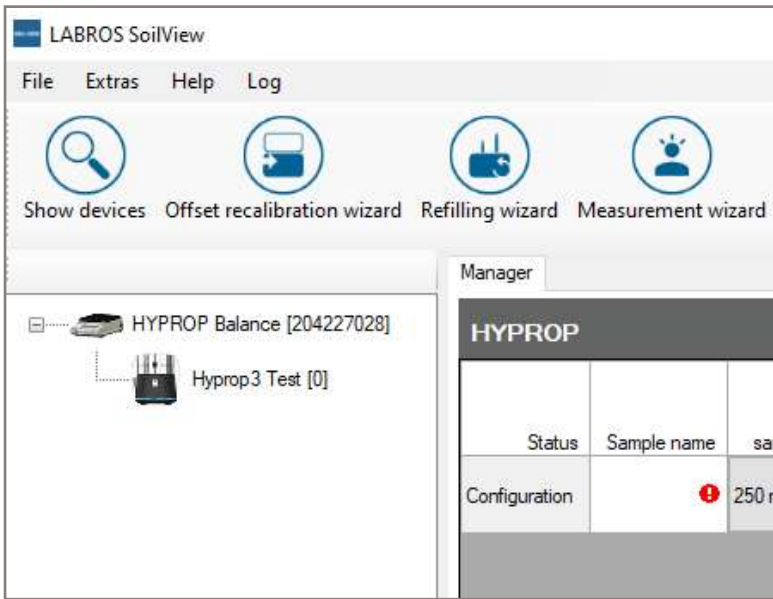 LABROS SoilView
File Extras Help Log
Show devices Offset recalibration wizard Refilling wizard Measurement wizard
Manager
HYPROP Balance [204227028]
Hyprop3 Test [0]
HYPROP
Status Sample name sa
Configuration 250 r